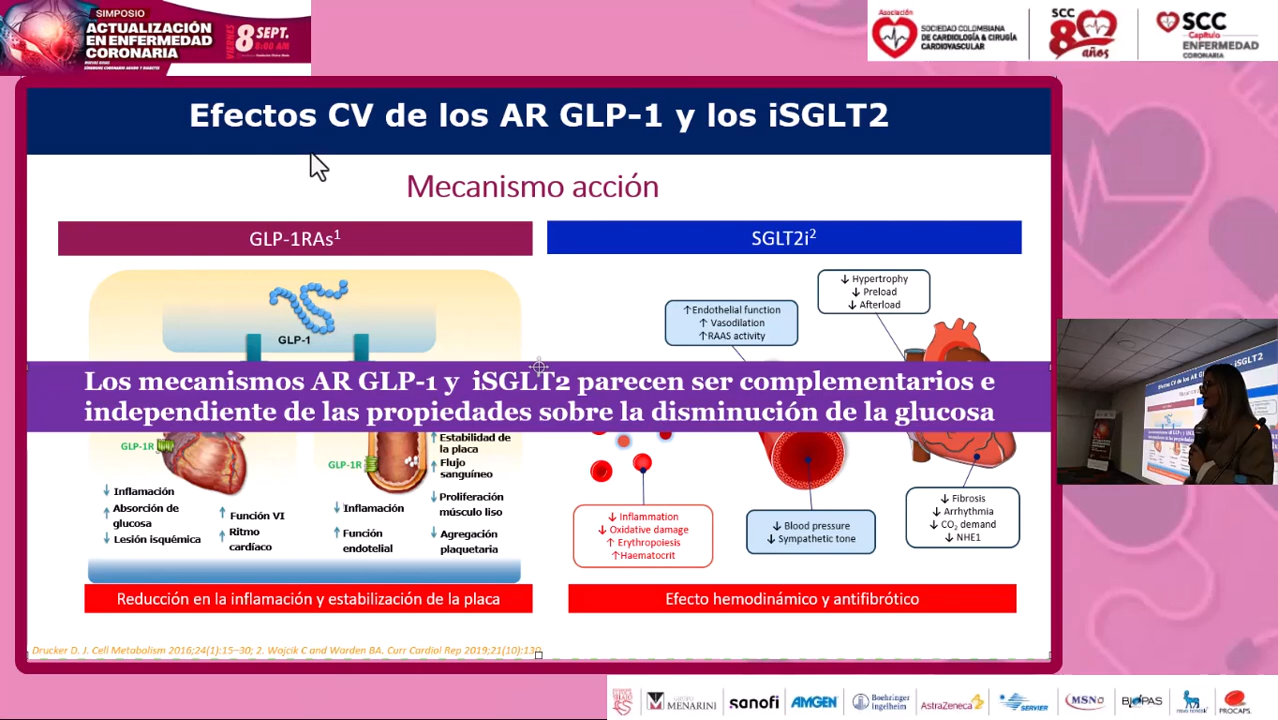 SIMPOSIO
ACTUALIZACIÓN
EN ENFERMEDAD
CORONARIA
VIERNES
8 SEPT.
8:00 AM
Asociación
SOCIEDAD COLOMBIANA
DE CARDIOLOGÍA & CIRUGÍA
CARDIOVASCULAR
SCC
80
años
SCC
Capítulo
ENFERMEDAD
CORONARIA
Efectos CV de los AR GLP-1 y los iSGLT2
Mecanismo acción
GLP-1RAs1
SGLT2i2
GLP-1
↑Endothelial function
↑ Vasodilation
↑RAAS activity
↓ Hypertrophy
↓ Preload
↓ Afterload
Los mecanismos AR GLP-1 y iSGLT2 parecen ser complementarios e
independiente de las propiedades sobre la disminución de la glucosa
GLP-1R
↓ Inflamación
↑ Absorción de
glucosa
↓ Lesión isquémica
↑ Función VI
↑ Ritmo
cardíaco
GLP-1R
↓ Inflamación
↑ Función
endotelial
↑ Estabilidad de
la placa
↑ Flujo
sanguíneo
↓ Proliferación
músculo liso
↓ Agregación
plaquetaria
↓ Inflammation
↓ Oxidative damage
↑ Erythropoiesis
↑Haematocrit
↓ Blood pressure
↓ Sympathetic tone
↓ Fibrosis
↓ Arrhythmia
↓ CO2 demand
↓ NHE1
Reducción en la inflamación y estabilización de la placa
Efecto hemodinámico y antifibrótico
Drucker D. J. Cell Metabolism 2016;24(1):15–30; 2. Wojcik C and Warden BA. Curr Cardiol Rep 2019;21(10):130
MENARINI
sanofi
AMGEN
Boehringer
Ingelheim
AstraZeneca
SERVIER
MSN
BIOPAS
PROCAPS